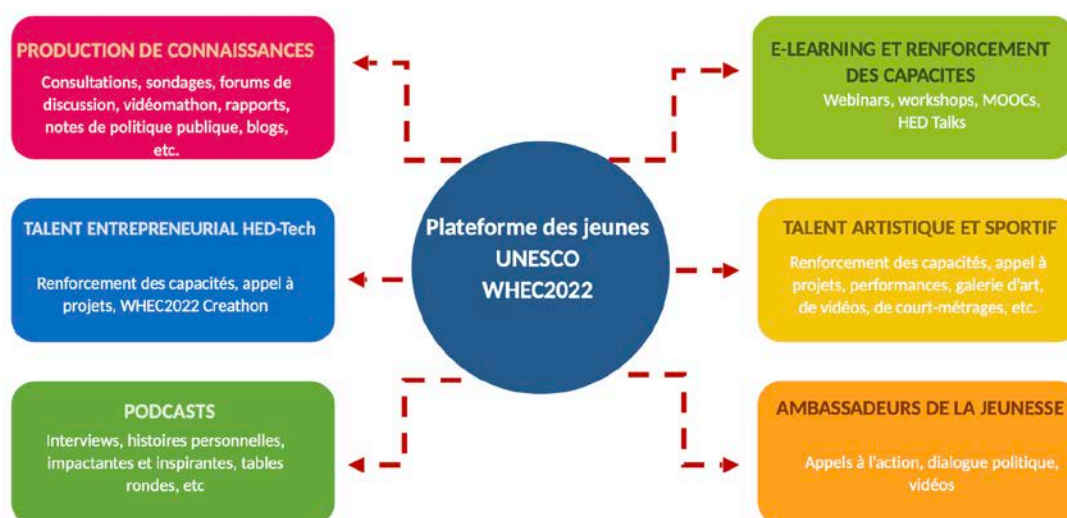 PRODUCTION DE CONNAISSANCES
Consultations, sondages, forums de
discussion, vidéomathon, rapports,
notes de politique publique, blogs,
etc.
E-LEARNING ET RENFORCEMENT
DES CAPACITES
Webinars, workshops, MOOCs,
HED Talks
Plateforme des jeunes
UNESCO
WHEC2022
TALENT ENTREPRENEURIAL HED-Tech
Renforcement des capacités, appel à
projets, WHEC2022 Creathon
TALENT ARTISTIQUE ET SPORTIF
Renforcement des capacités, appel à
projets, performances, galerie d'art,
de vidéos, de court-métrages, etc.
PODCASTS
Interviews, histoires personnelles,
impactantes et inspirantes, tables
rondes, etc
AMBASSADEURS DE LA JEUNESSE
Appels à l'action, dialogue politique,
vidéos